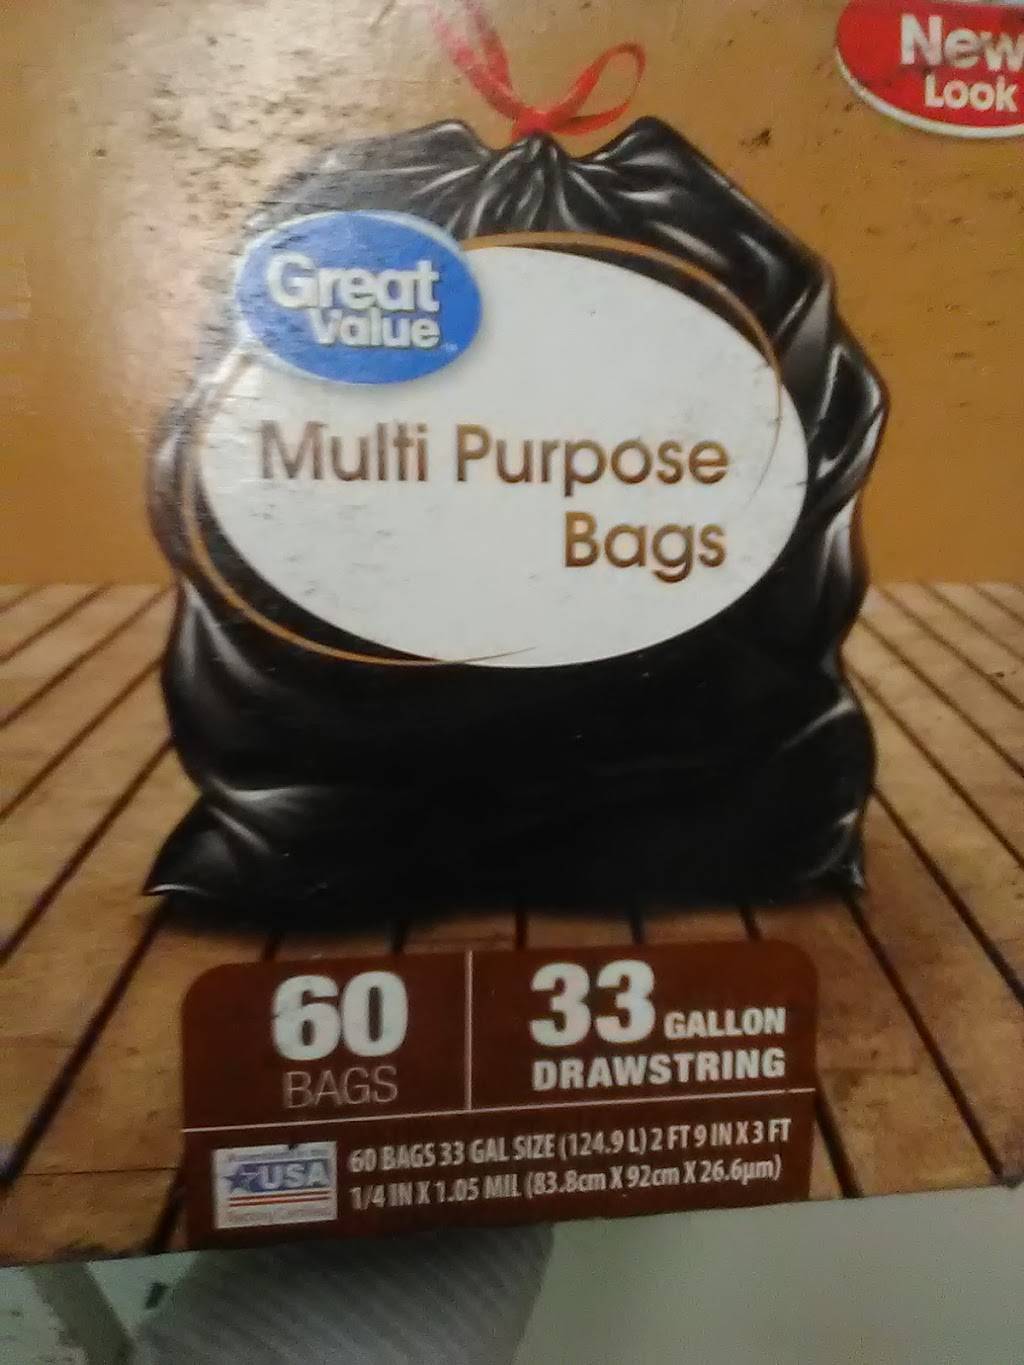 New
Look
Great
Value
Multi Purpose
Bags
60
BAGS
33 GALLON
DRAWSTRING
USA
60 BAGS 33 GAL SIZE (124.9 L) 2 FT 9 IN X 3 FT
1/4 IN X 1.05 MIL (83.8cm X 92cm X 26.6µm)